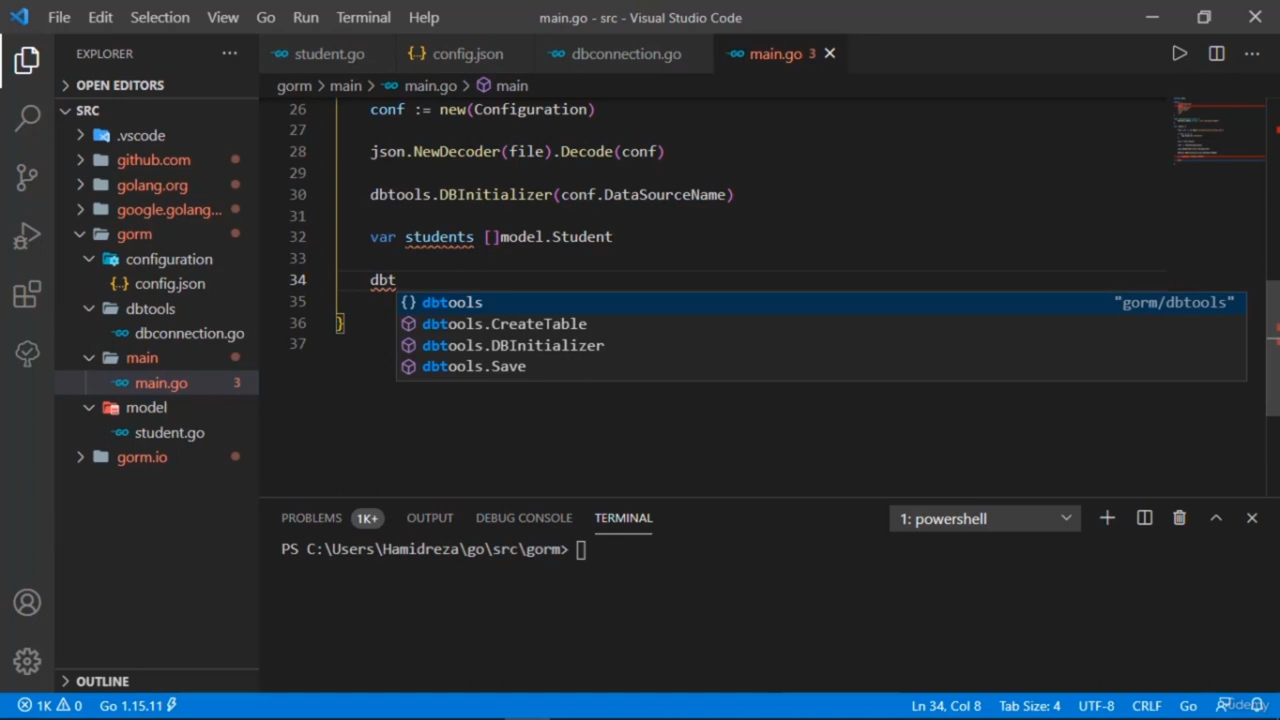 File Edit Selection View Go Run Terminal Help main.go - src - Visual Studio Code
EXPLORER ··· student.go {..} config.json dbconnection.go main.go 3
OPEN EDITORS gorm > main > main.go > main
SRC
.vscode
github.com
golang.org
google.golang...
gorm
configuration
{..} config.json
dbtools
dbconnection.go
main
main.go 3
model
student.go
gorm.io
OUTLINE
26 conf := new(Configuration)
27
28 json.NewDecoder(file).Decode(conf)
29
30 dbtools.DBInitializer(conf.DataSourceName)
31
32 var students []model.Student
33
34 dbt
35 {} dbtools "gorm/dbtools"
36 } dbtools.CreateTable
37 dbtools.DBInitializer
dbtools.Save
PROBLEMS 1K+ OUTPUT DEBUG CONSOLE TERMINAL 1: powershell
PS C:\Users\Hamidreza\go\src\gorm>
1K 0 Go 1.15.11 Ln 34, Col 8 Tab Size: 4 UTF-8 CRLF Go
Udemy